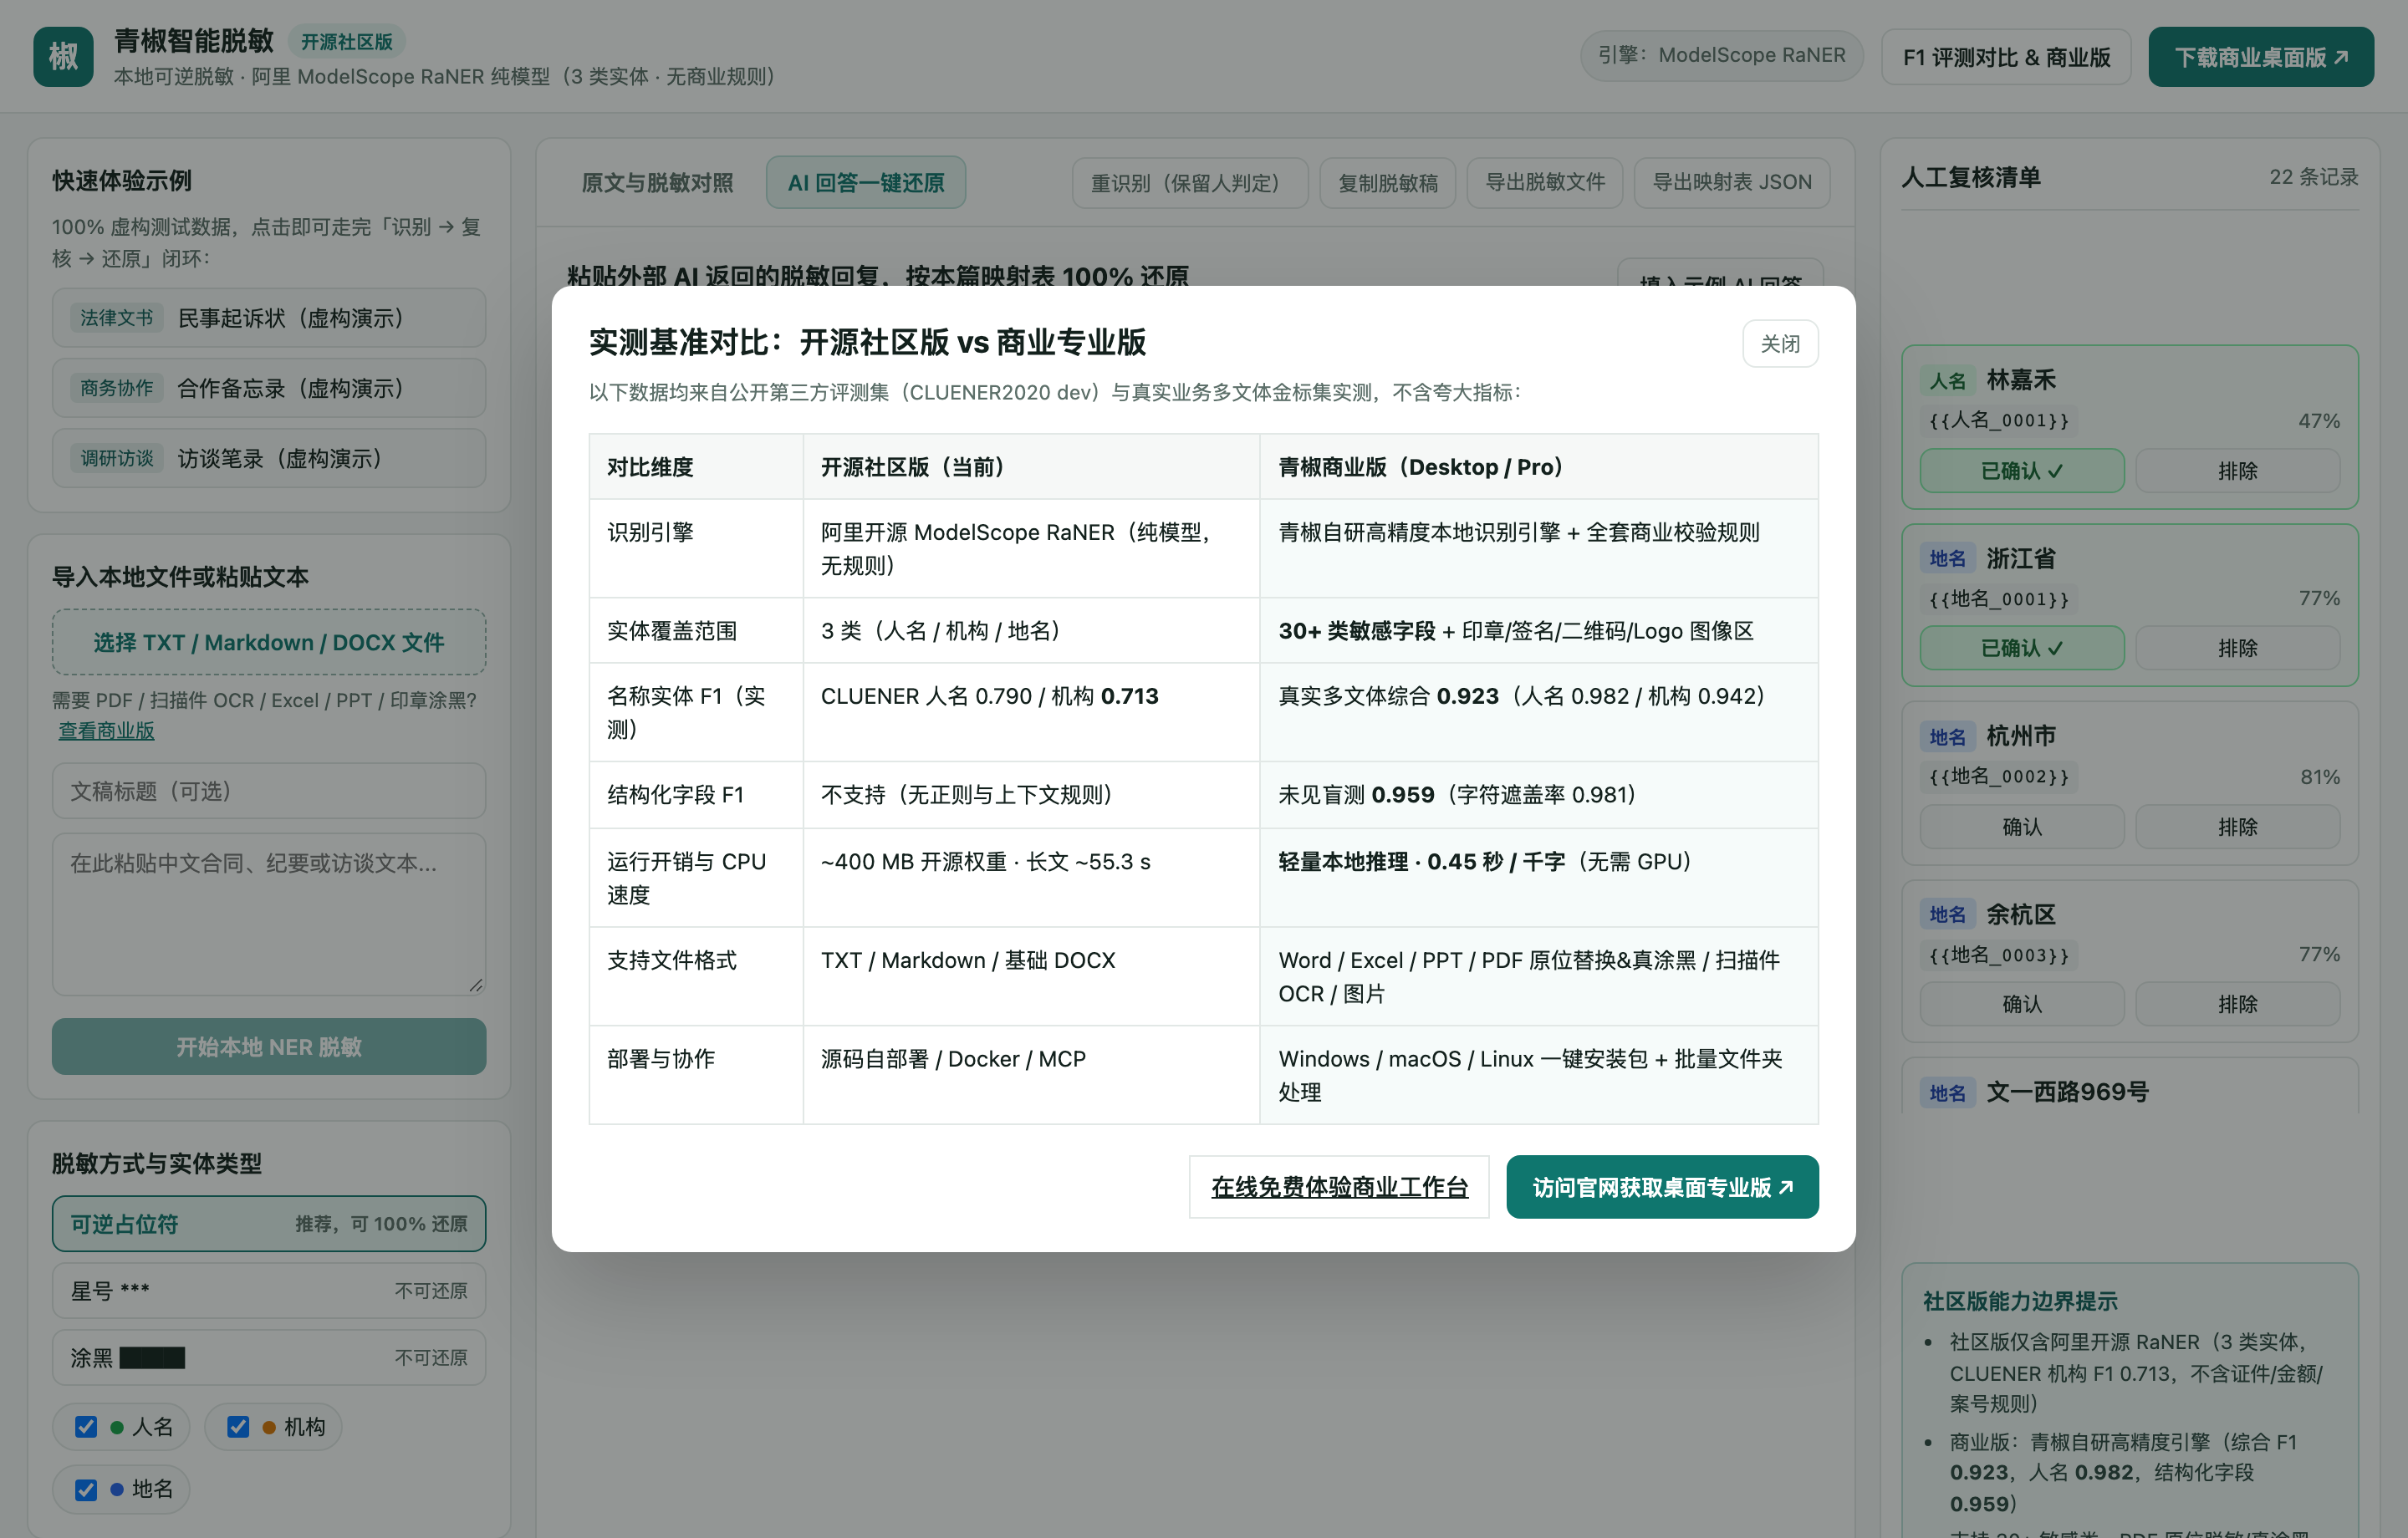 椒
青椒智能脱敏 开源社区版
本地可逆脱敏 · 阿里 ModelScope RaNER 纯模型（3 类实体 · 无商业规则）
引擎：ModelScope RaNER
F1 评测对比 & 商业版
下载商业桌面版 ↗
快速体验示例
100% 虚构测试数据，点击即可走完「识别 → 复
核 → 还原」闭环：
法律文书 民事起诉状（虚构演示）
商务协作 合作备忘录（虚构演示）
调研访谈 访谈笔录（虚构演示）
导入本地文件或粘贴文本
选择 TXT / Markdown / DOCX 文件
需要 PDF / 扫描件 OCR / Excel / PPT / 印章涂黑？
查看商业版
文稿标题（可选）
在此粘贴中文合同、纪要或访谈文本...
开始本地 NER 脱敏
脱敏方式与实体类型
可逆占位符 推荐，可 100% 还原
星号 *** 不可还原
涂黑 ████ 不可还原
人名
机构
地名
原文与脱敏对照
AI 回答一键还原
重识别（保留人判定）
复制脱敏稿
导出脱敏文件
导出映射表 JSON
粘贴外部 AI 返回的脱敏回复，按本篇映射表 100% 还原
填入示例 AI 回答
实测基准对比：开源社区版 vs 商业专业版
关闭
以下数据均来自公开第三方评测集（CLUENER2020 dev）与真实业务多文体金标集实测，不含夸大指标：
对比维度 开源社区版（当前） 青椒商业版（Desktop / Pro）
识别引擎 阿里开源 ModelScope RaNER（纯模型， 青椒自研高精度本地识别引擎 + 全套商业校验规则
无规则）
实体覆盖范围 3 类（人名 / 机构 / 地名） 30+ 类敏感字段 + 印章/签名/二维码/Logo 图像区
名称实体 F1（实 CLUENER 人名 0.790 / 机构 0.713 真实多文体综合 0.923（人名 0.982 / 机构 0.942）
测）
结构化字段 F1 不支持（无正则与上下文规则） 未见盲测 0.959（字符遮盖率 0.981）
运行开销与 CPU ~400 MB 开源权重 · 长文 ~55.3 s 轻量本地推理 · 0.45 秒 / 千字（无需 GPU）
速度
支持文件格式 TXT / Markdown / 基础 DOCX Word / Excel / PPT / PDF 原位替换&真涂黑 / 扫描件
OCR / 图片
部署与协作 源码自部署 / Docker / MCP Windows / macOS / Linux 一键安装包 + 批量文件夹
处理
在线免费体验商业工作台
访问官网获取桌面专业版 ↗
人工复核清单 22 条记录
人名 林嘉禾
{{人名_0001}} 47%
已确认 ✓ 排除
地名 浙江省
{{地名_0001}} 77%
已确认 ✓ 排除
地名 杭州市
{{地名_0002}} 81%
确认 排除
地名 余杭区
{{地名_0003}} 77%
确认 排除
地名 文一西路969号
社区版能力边界提示
• 社区版仅含阿里开源 RaNER（3 类实体，
CLUENER 机构 F1 0.713，不含证件/金额/
案号规则）
• 商业版：青椒自研高精度引擎（综合 F1
0.923，人名 0.982，结构化字段
0.959）